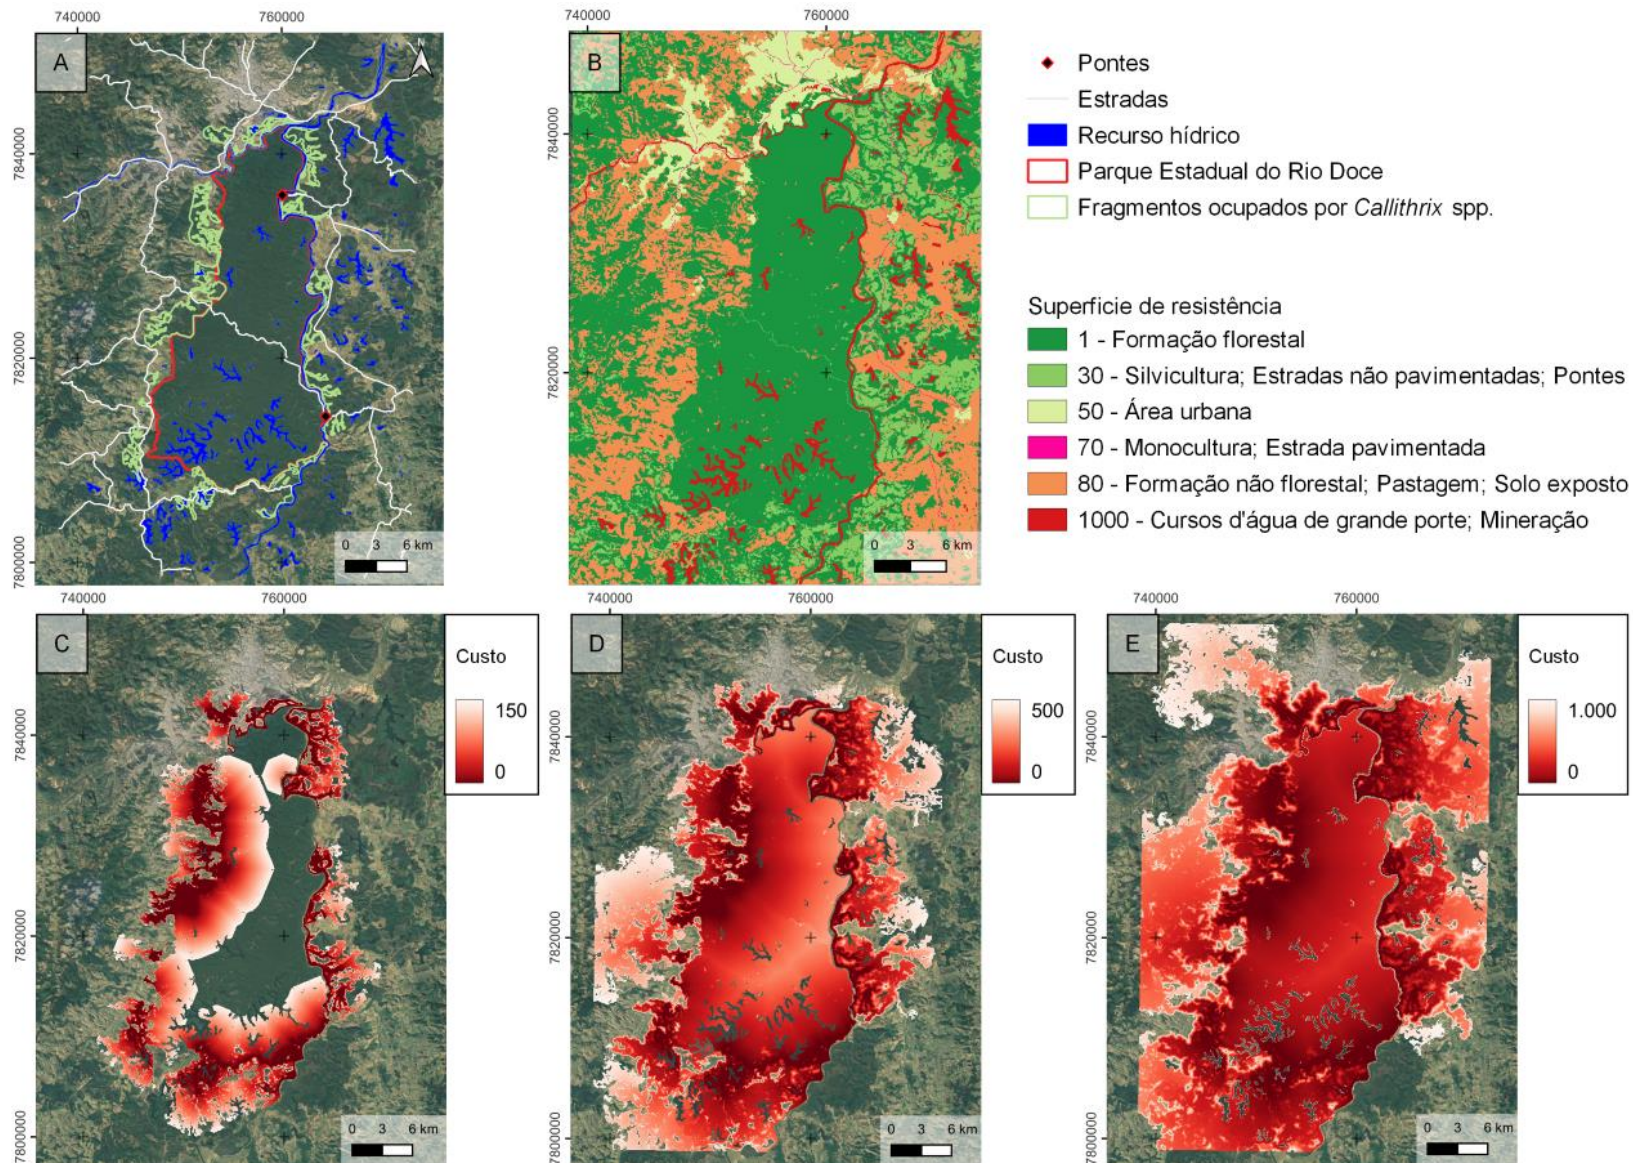 740000
760000
A
N
7840000
7820000
7800000
0 3 6 km
740000
760000
B
7840000
7820000
0 3 6 km
Pontes
Estradas
Recurso hídrico
Parque Estadual do Rio Doce
Fragmentos ocupados por Callithrix spp.
Superficie de resistência
1 - Formação florestal
30 - Silvicultura; Estradas não pavimentadas; Pontes
50 - Área urbana
70 - Monocultura; Estrada pavimentada
80 - Formação não florestal; Pastagem; Solo exposto
1000 - Cursos d'água de grande porte; Mineração
740000
760000
C
Custo
150
0
7840000
7820000
7800000
0 3 6 km
740000
760000
D
Custo
500
0
7840000
7820000
7800000
0 3 6 km
740000
760000
E
Custo
1.000
0
7840000
7820000
7800000
0 3 6 km